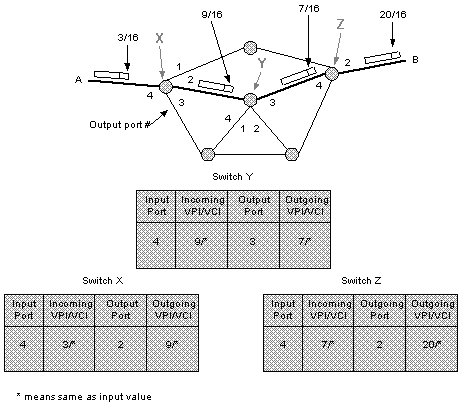 7/16
20/16
9/16
3/16
X
Z
Y
A
B
1
2
4
3
2
4
3
4
1 2
Output port #
Switch Y
Input Port Incoming VPI/VCI Output Port Outgoing VPI/VCI
4 9/* 3 7/*
Switch X
Input Port Incoming VPI/VCI Output Port Outgoing VPI/VCI
4 3/* 2 9/*
Switch Z
Input Port Incoming VPI/VCI Outgoing Port Outgoing VPI/VCI
4 7/* 2 20/*
* means same as input value